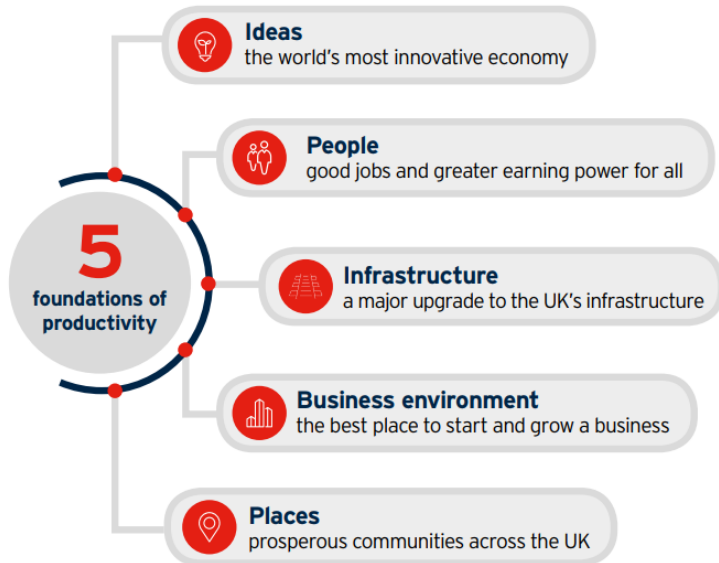 Ideas
the world's most innovative economy
People
good jobs and greater earning power for all
5
foundations of
productivity
Infrastructure
a major upgrade to the UK's infrastructure
Business environment
the best place to start and grow a business
Places
prosperous communities across the UK